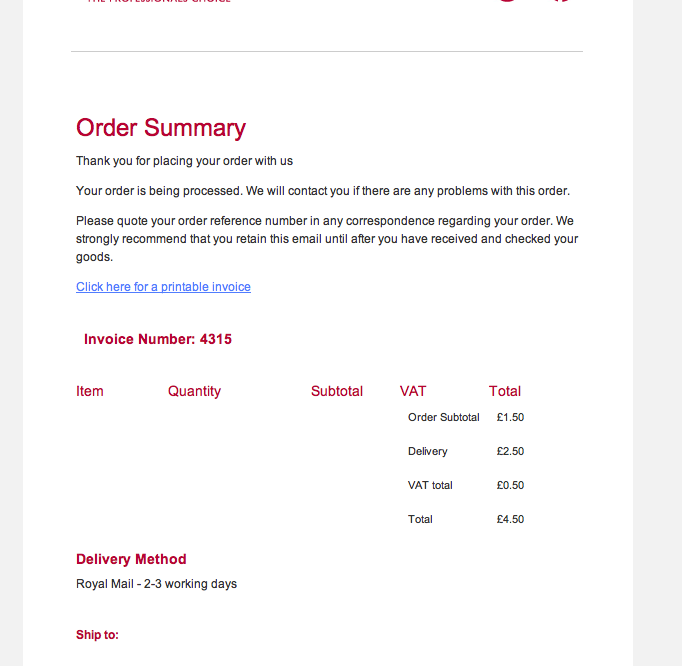 THE PROFESSIONALS CHOICE
Order Summary
Thank you for placing your order with us
Your order is being processed. We will contact you if there are any problems with this order.
Please quote your order reference number in any correspondence regarding your order. We
strongly recommend that you retain this email until after you have received and checked your
goods.
Click here for a printable invoice
Invoice Number: 4315
Item Quantity Subtotal VAT Total
Order Subtotal £1.50
Delivery £2.50
VAT total £0.50
Total £4.50
Delivery Method
Royal Mail - 2-3 working days
Ship to: